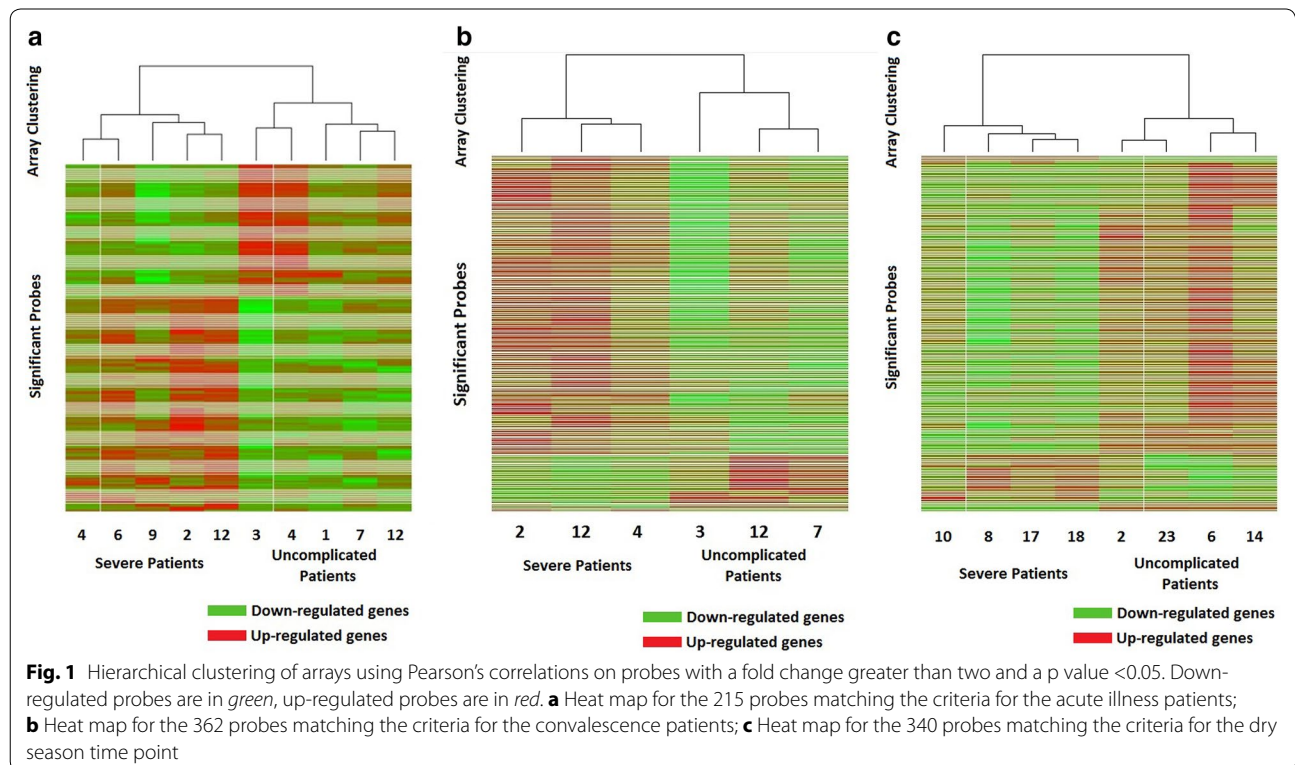 a
Array Clustering
Significant Probes
4 6 9 2 12 3 4 1 7 12
Severe Patients
Uncomplicated
Patients
Down-regulated genes
Up-regulated genes
b
Array Clustering
Significant Probes
2 12 4 3 12 7
Severe Patients
Uncomplicated
Patients
Down-regulated genes
Up-regulated genes
c
Array Clustering
Significant Probes
10 8 17 18 2 23 6 14
Severe Patients
Uncomplicated
Patients
Down-regulated genes
Up-regulated genes
Fig. 1 Hierarchical clustering of arrays using Pearson's correlations on probes with a fold change greater than two and a p value <0.05. Down-
regulated probes are in green, up-regulated probes are in red. a Heat map for the 215 probes matching the criteria for the acute illness patients;
b Heat map for the 362 probes matching the criteria for the convalescence patients; c Heat map for the 340 probes matching the criteria for the dry
season time point